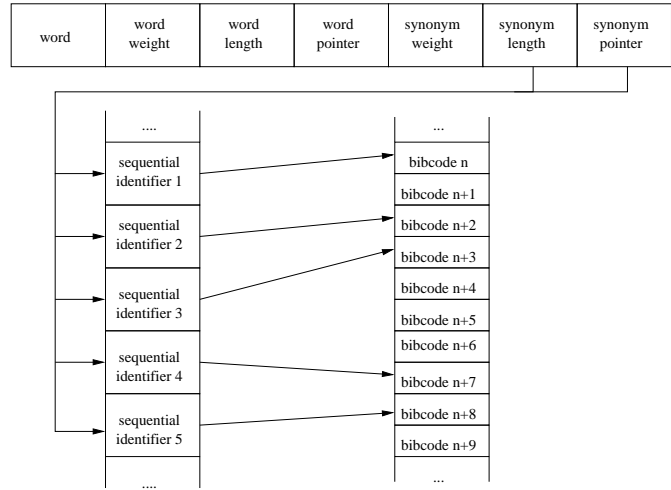 word
word
weight
word
length
word
pointer
synonym
weight
synonym
length
synonym
pointer
....
sequential
identifier 1
sequential
identifier 2
sequential
identifier 3
sequential
identifier 4
sequential
identifier 5
....
...
bibcode n
bibcode n+1
bibcode n+2
bibcode n+3
bibcode n+4
bibcode n+5
bibcode n+6
bibcode n+7
bibcode n+8
bibcode n+9
...